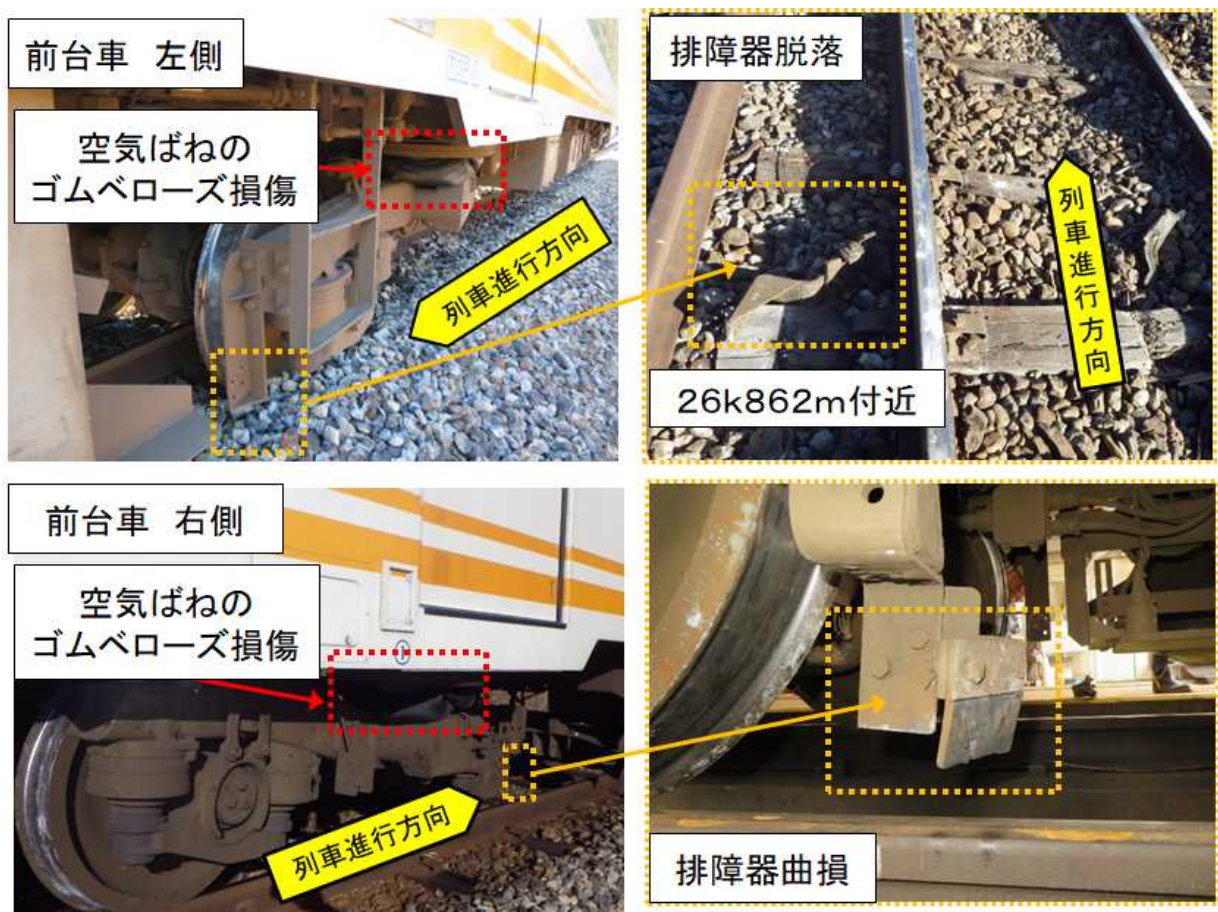 前台車　左側
空気ばねの
ゴムベローズ損傷
列車進行方向
排障器脱落
列車進行方向
26k862m付近
前台車　右側
空気ばねの
ゴムベローズ損傷
列車進行方向
排障器曲損